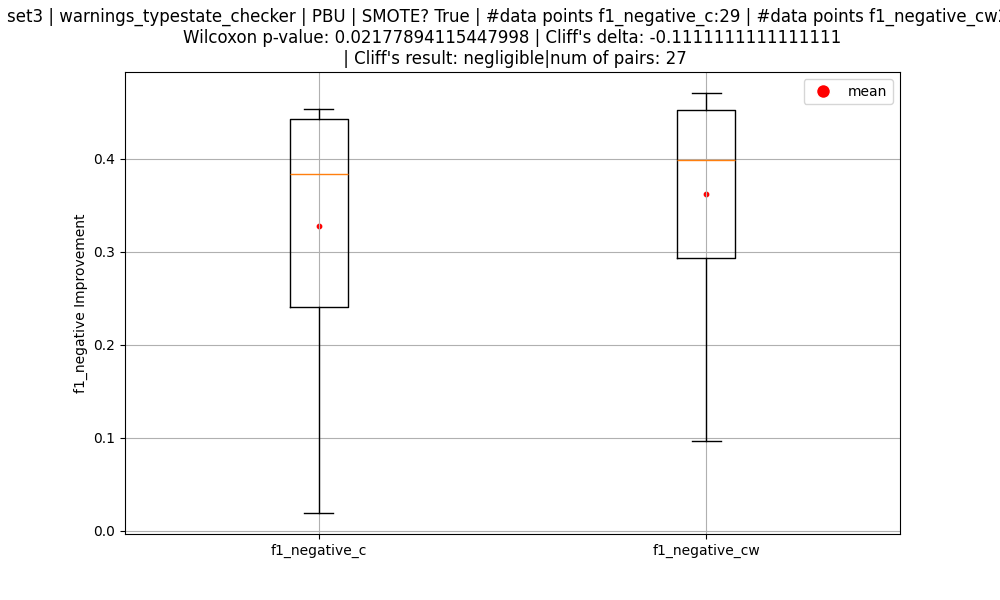 set3 | warnings_typestate_checker | PBU | SMOTE? True | #data points f1_negative_c:29 | #data points f1_negative_cw
Wilcoxon p-value: 0.02177894115447998 | Cliff's delta: -0.1111111111111111
| Cliff's result: negligible|num of pairs: 27
mean
0.4
0.3
0.2
0.1
0.0
f1_negative Improvement
f1_negative_c
f1_negative_cw